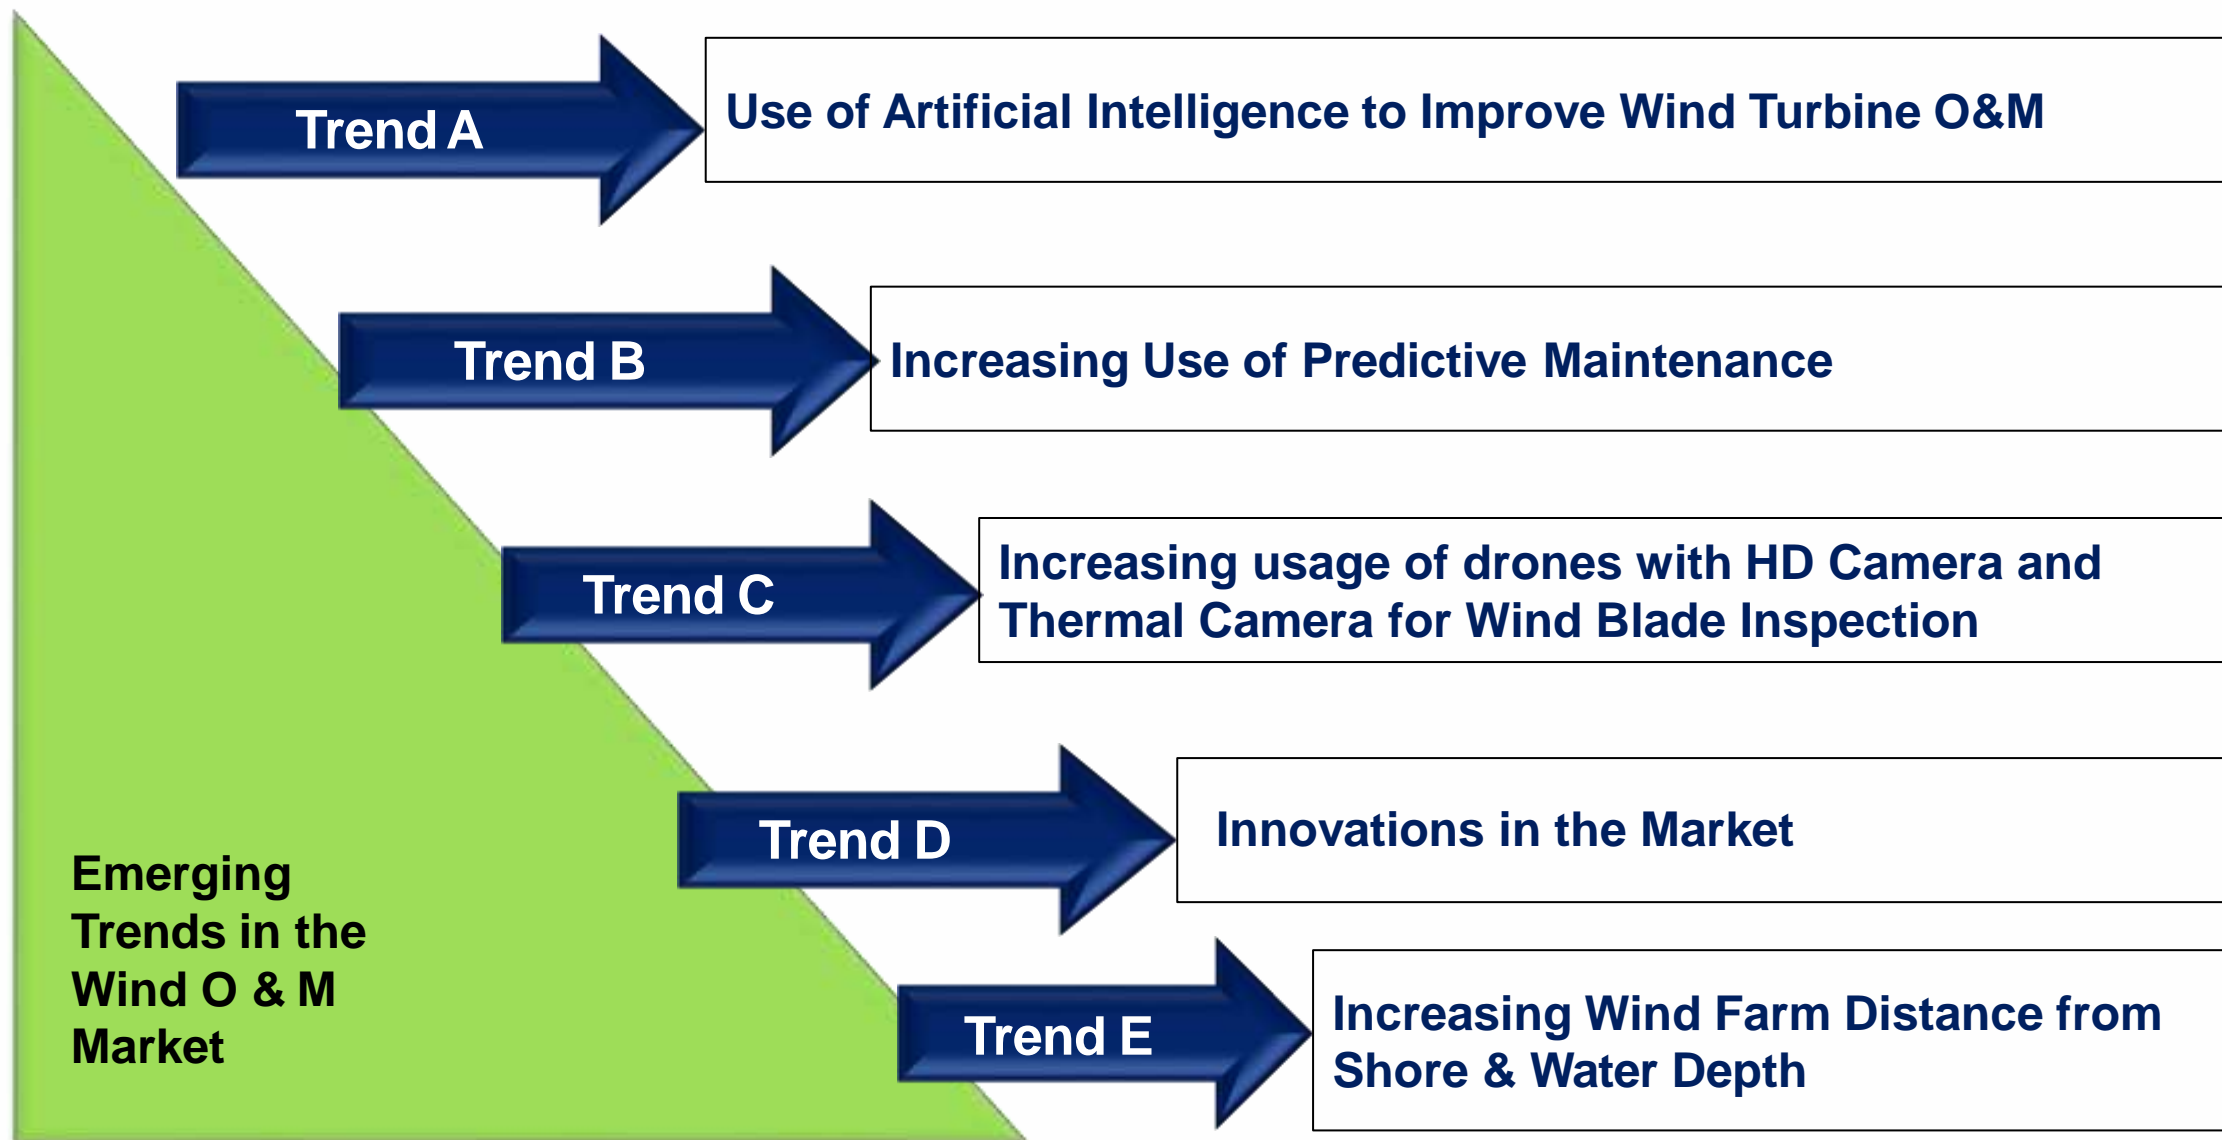 Trend A
Use of Artificial Intelligence to Improve Wind Turbine O&M
Trend B
Increasing Use of Predictive Maintenance
Trend C
Increasing usage of drones with HD Camera and
Thermal Camera for Wind Blade Inspection
Trend D
Innovations in the Market
Trend E
Increasing Wind Farm Distance from
Shore & Water Depth
Emerging
Trends in the
Wind O & M
Market